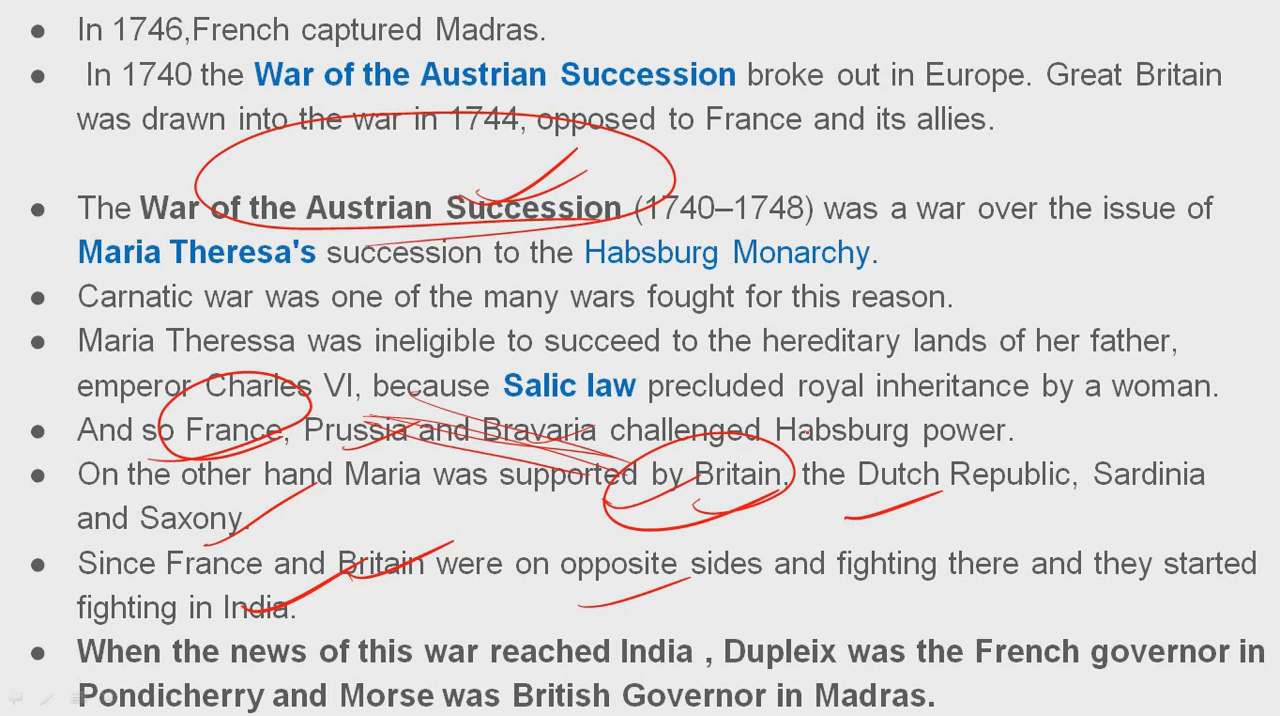 ● In 1746,French captured Madras.
● In 1740 the War of the Austrian Succession broke out in Europe. Great Britain
was drawn into the war in 1744, opposed to France and its allies.
● The War of the Austrian Succession (1740–1748) was a war over the issue of
Maria Theresa's succession to the Habsburg Monarchy.
● Carnatic war was one of the many wars fought for this reason.
● Maria Theressa was ineligible to succeed to the hereditary lands of her father,
emperor Charles VI, because Salic law precluded royal inheritance by a woman.
● And so France, Prussia and Bravaria challenged Habsburg power.
● On the other hand Maria was supported by Britain, the Dutch Republic, Sardinia
and Saxony.
● Since France and Britain were on opposite sides and fighting there and they started
fighting in India.
● When the news of this war reached India , Dupleix was the French governor in
Pondicherry and Morse was British Governor in Madras.